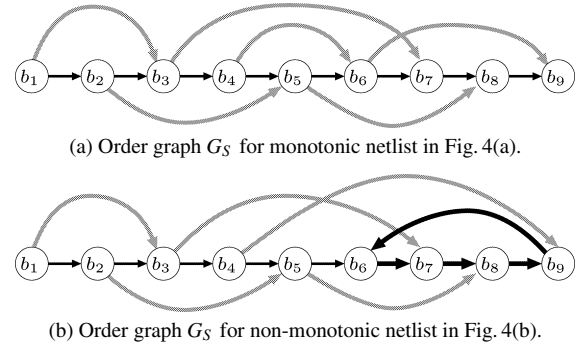 b₁ b₂ b₃ b₄ b₅ b₆ b₇ b₈ b₉
(a) Order graph G_S for monotonic netlist in Fig. 4(a).
b₁ b₂ b₃ b₄ b₅ b₆ b₇ b₈ b₉
(b) Order graph G_S for non-monotonic netlist in Fig. 4(b).